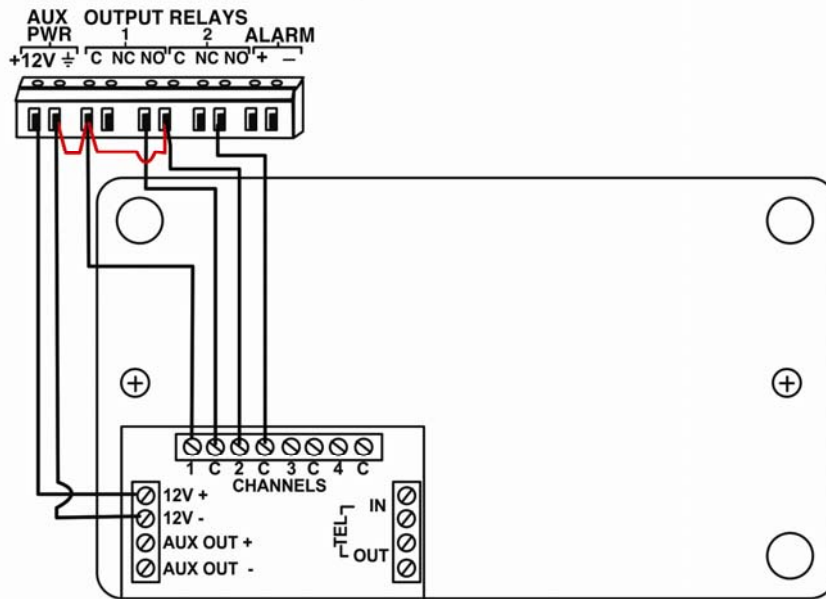 AUX OUTPUT RELAYS
PWR 1 2 ALARM
+12V ⏚ C NC NO C NC NO + −
1 C 2 C 3 C 4 C
CHANNELS
12V +
12V -
AUX OUT +
AUX OUT -
IN
TEL
OUT